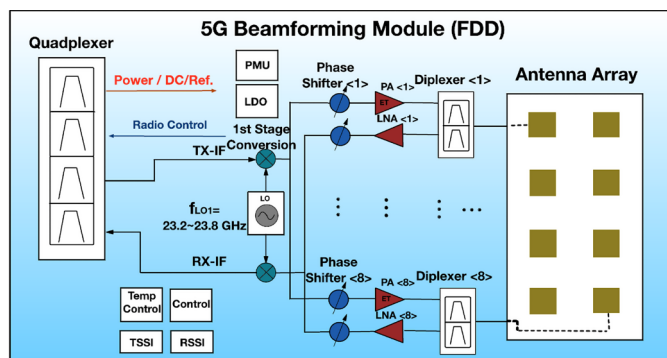 5G Beamforming Module (FDD)
Quadplexer
Power / DC/Ref.
PMU
LDO
Radio Control
1st Stage
Conversion
TX-IF
LO
fLO1=
23.2~23.8 GHz
RX-IF
Temp
Control
Control
TSSI
RSSI
Phase
Shifter <1>
PA <1>
ET
LNA <1>
Diplexer <1>
Antenna Array
Phase
Shifter <8>
PA <8>
ET
LNA <8>
Diplexer <8>